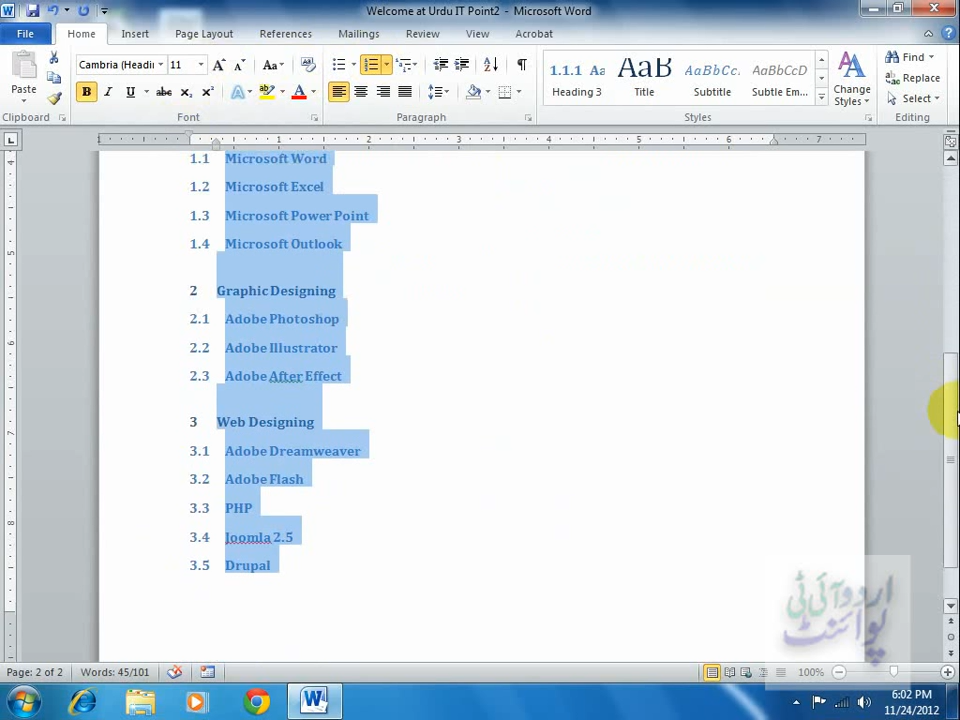 Welcome at Urdu IT Point2 - Microsoft Word
File Home Insert Page Layout References Mailings Review View Acrobat
Paste
Clipboard
Cambria (Headi 11
Font
Paragraph
1.1.1 Aa
Heading 3
AaB
Title
AaBbCc.
Subtitle
AaBbCcD
Subtle Em...
Change
Styles
Styles
Find
Replace
Select
Editing
1.1 Microsoft Word
1.2 Microsoft Excel
1.3 Microsoft Power Point
1.4 Microsoft Outlook
2 Graphic Designing
2.1 Adobe Photoshop
2.2 Adobe Illustrator
2.3 Adobe After Effect
3 Web Designing
3.1 Adobe Dreamweaver
3.2 Adobe Flash
3.3 PHP
3.4 Joomla 2.5
3.5 Drupal
اردو آئی ٹی
پوائنٹ
Page: 2 of 2 Words: 45/101 100%
6:02 PM
11/24/2012